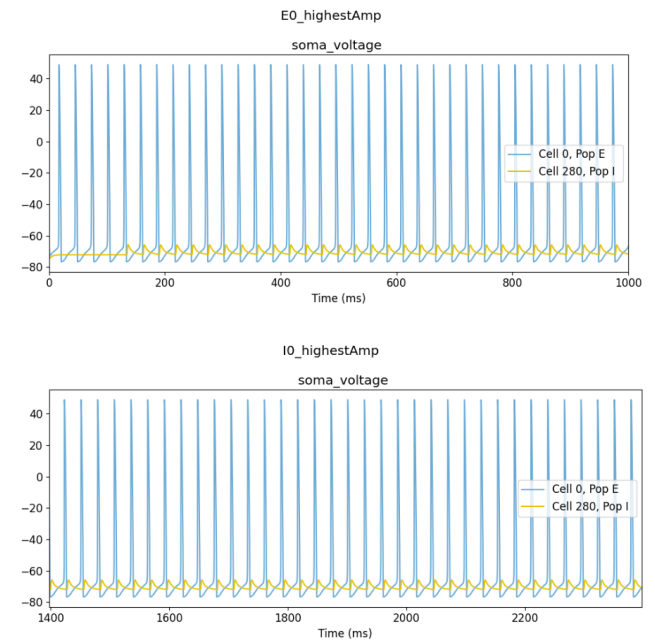 E0_highestAmp
soma_voltage
40
20
0
−20
−40
−60
−80
Cell 0, Pop E
Cell 280, Pop I
0 200 400 600 800 1000
Time (ms)
I0_highestAmp
soma_voltage
40
20
0
−20
−40
−60
−80
Cell 0, Pop E
Cell 280, Pop I
1400 1600 1800 2000 2200
Time (ms)